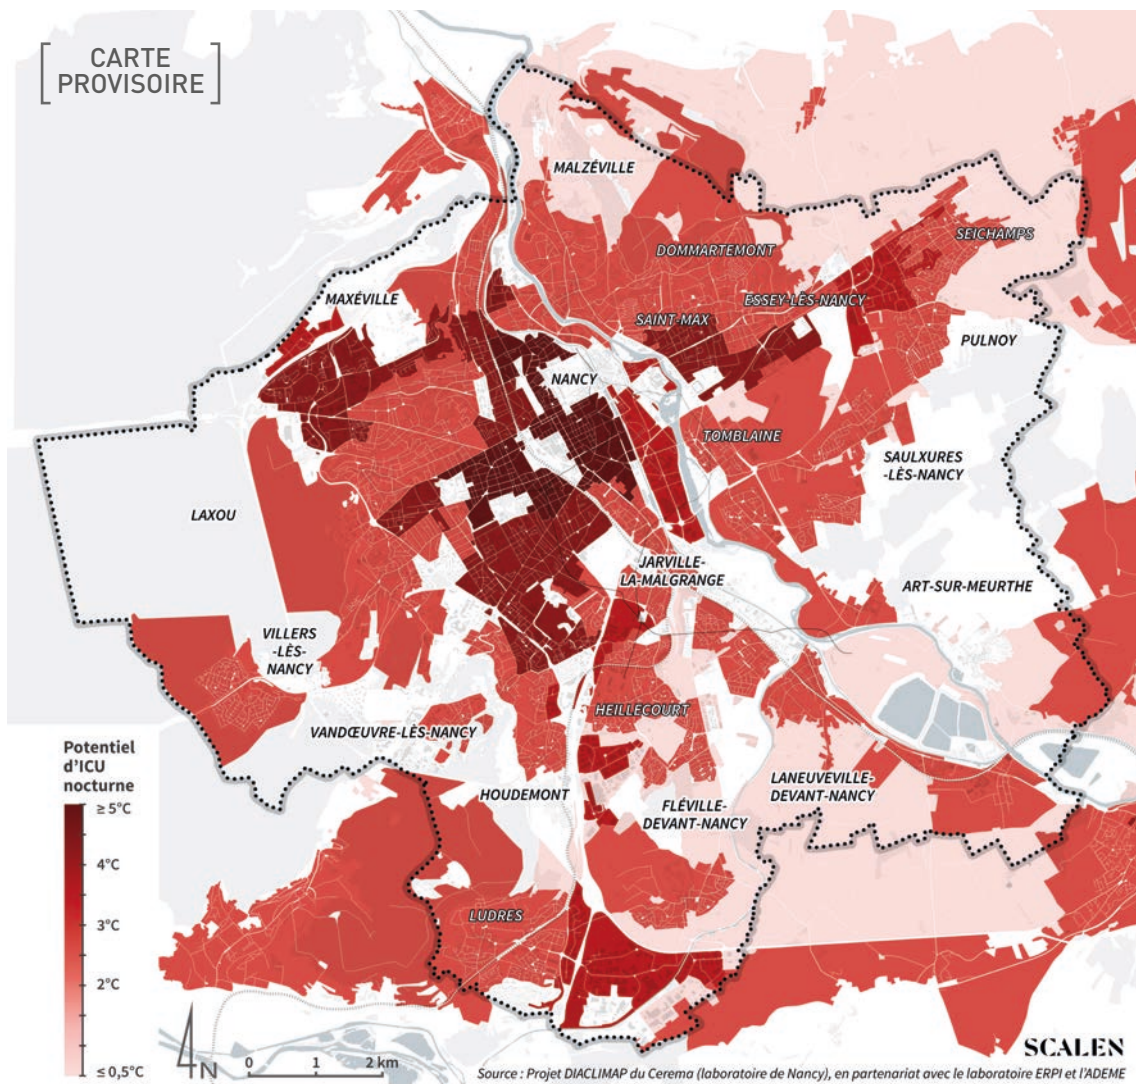 CARTE
PROVISOIRE
MALZÉVILLE
DOMMARTEMONT
SEICHAMPS
MAXÉVILLE
ESSEY-LÈS-NANCY
SAINT-MAX
PULNOY
NANCY
TOMBLAINE
SAULXURES
-LÈS-NANCY
LAXOU
JARVILLE-
LA-MALGRANGE
ART-SUR-MEURTHE
VILLERS
-LÈS-
NANCY
HEILLECOURT
VANDŒUVRE-LÈS-NANCY
HOUDEMONT
LANEUVEVILLE-
DEVANT-NANCY
FLÉVILLE-
DEVANT-NANCY
LUDRES
Potentiel
d'ICU
nocturne
≥ 5°C
4°C
3°C
2°C
≤ 0,5°C
N
0 1 2 km
SCALEN
Source : Projet DIACLIMAP du Cerema (laboratoire de Nancy), en partenariat avec le laboratoire ERPI et l'ADEME